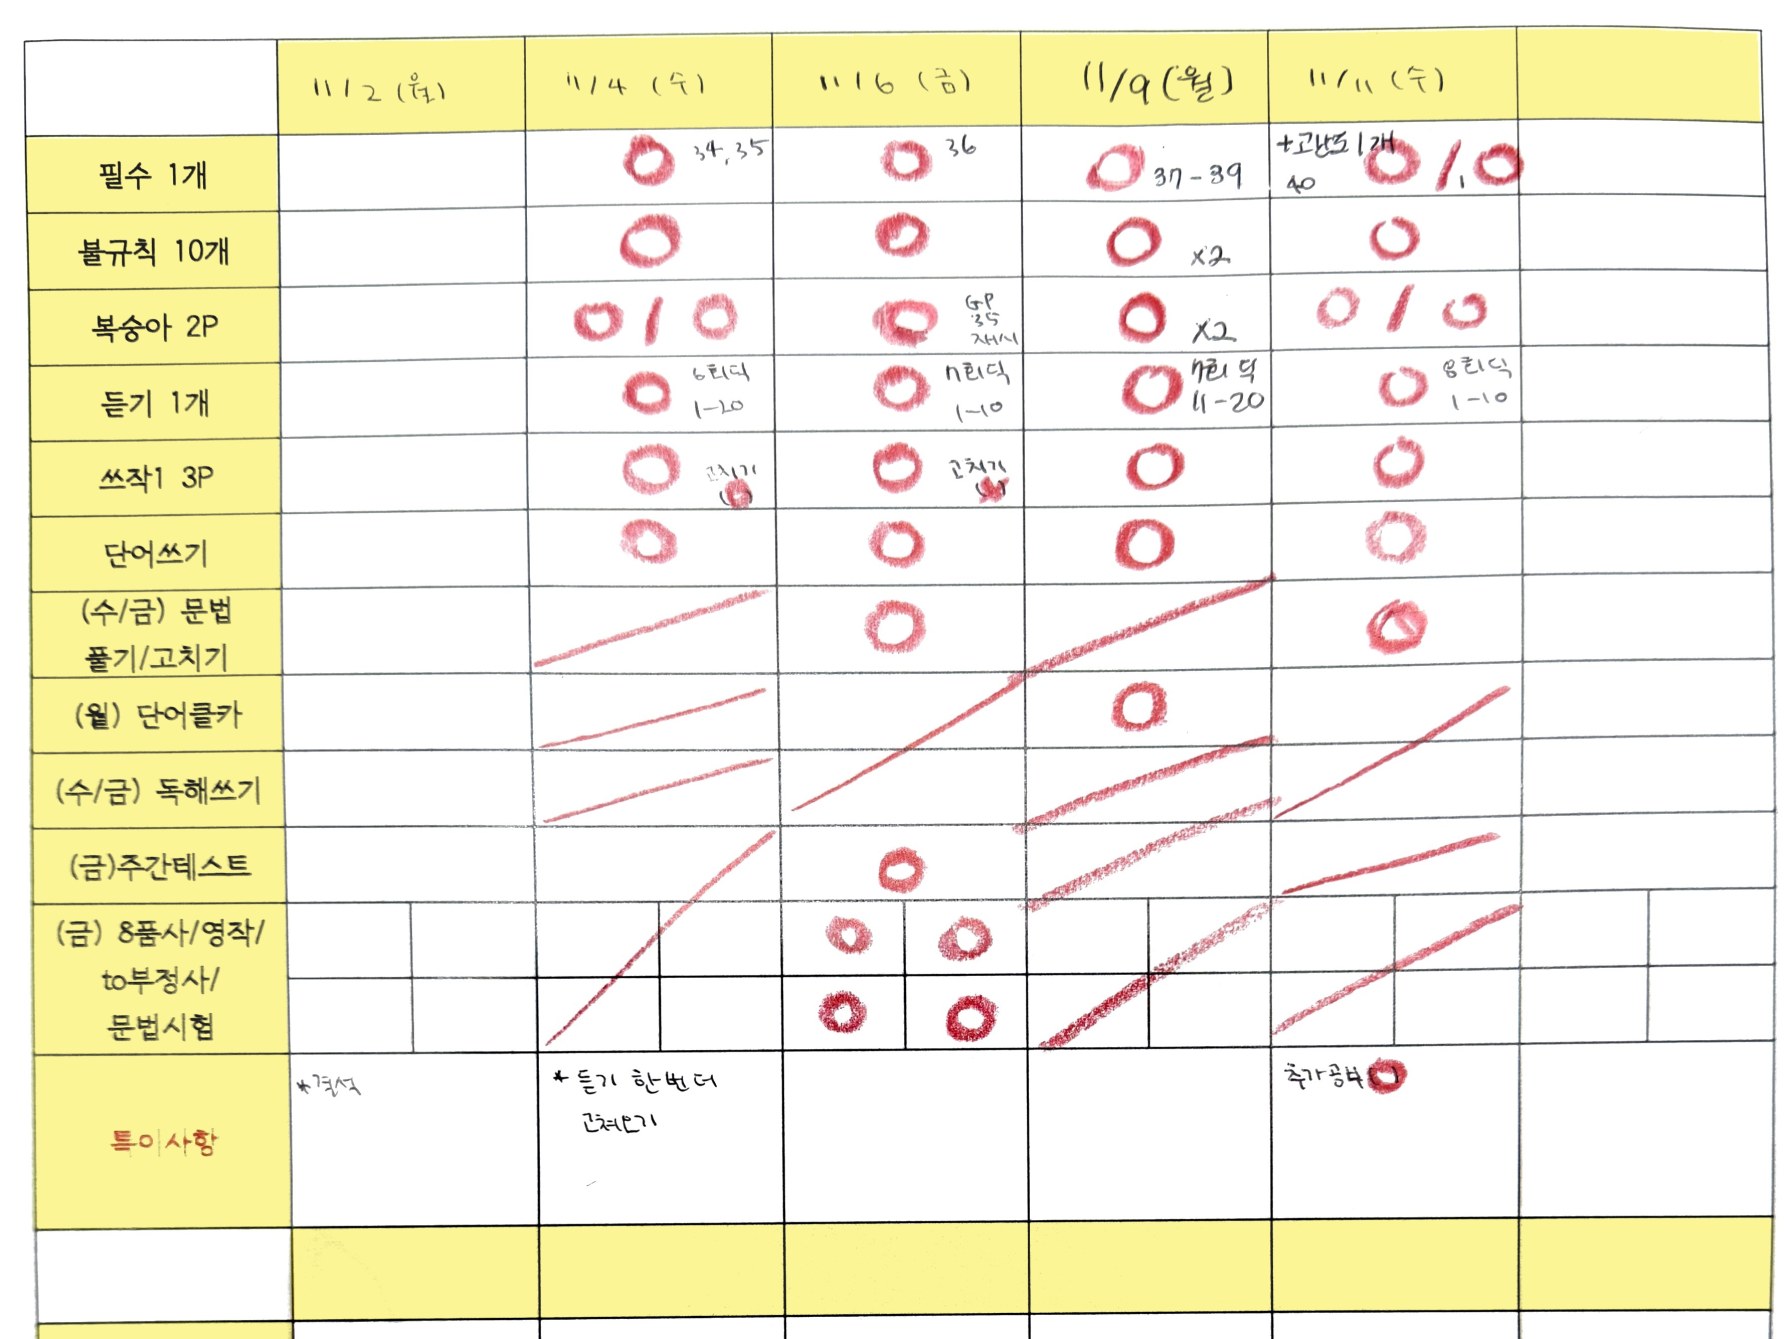 11/2 (월) 11/4 (수) 11/6 (금) 11/9 (월) 11/11 (수)
필수 1개 34, 35 36 37-39 +고난도 1개
40
불규칙 10개 x2
복숭아 2P GP
35
재시 x2
듣기 1개 6회딕
1-20 7회딕
1-10 7회딕
11-20 8회딕
1-10
쓰작1 3P 고치기
( ) 고치기
( )
단어쓰기
(수/금) 문법
풀기/고치기
(월) 단어클카
(수/금) 독해쓰기
(금)주간테스트
(금) 8품사/영작/
to부정사/
문법시험
특이사항 *결석 * 듣기 한번더
고쳐오기 추가공부( )